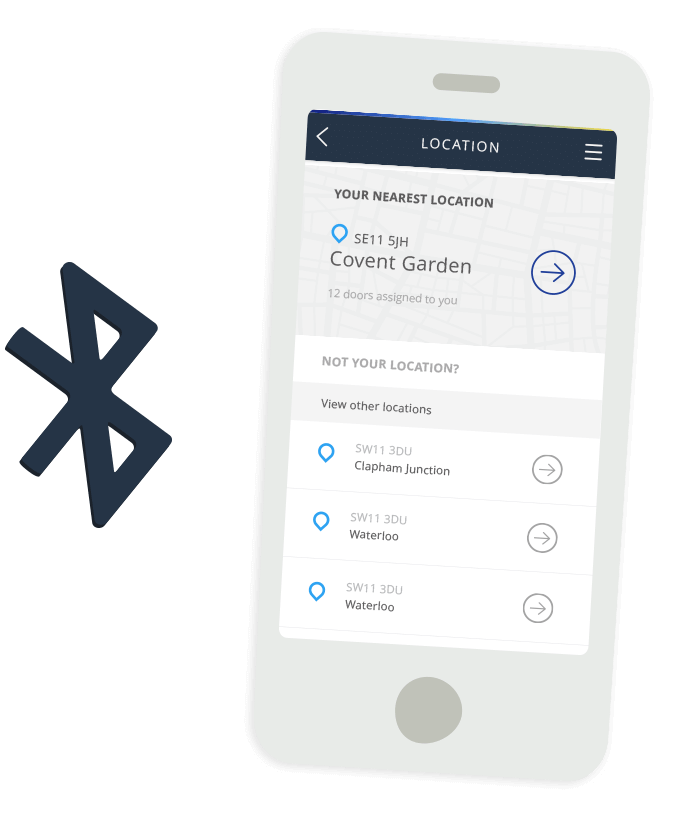 LOCATION
YOUR NEAREST LOCATION
SE11 5JH
Covent Garden
12 doors assigned to you
NOT YOUR LOCATION?
View other locations
SW11 3DU
Clapham Junction
SW11 3DU
Waterloo
SW11 3DU
Waterloo